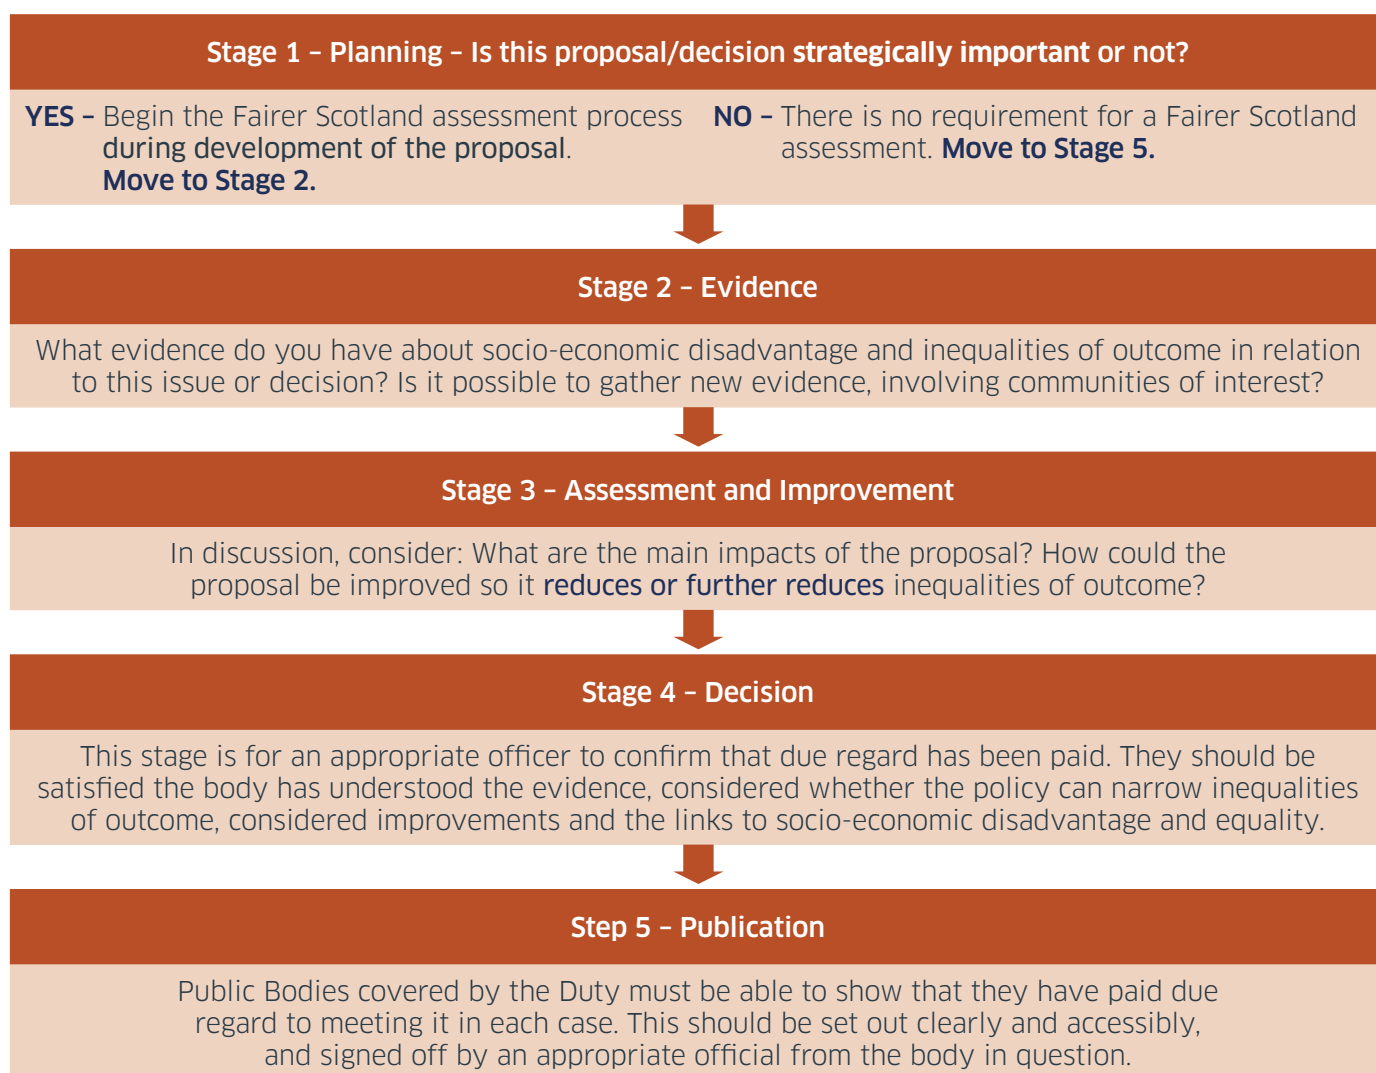 Stage 1 – Planning – Is this proposal/decision strategically important or not?
YES – Begin the Fairer Scotland assessment process
during development of the proposal.
Move to Stage 2.
NO – There is no requirement for a Fairer Scotland
assessment. Move to Stage 5.
Stage 2 – Evidence
What evidence do you have about socio-economic disadvantage and inequalities of outcome in relation
to this issue or decision? Is it possible to gather new evidence, involving communities of interest?
Stage 3 – Assessment and Improvement
In discussion, consider: What are the main impacts of the proposal? How could the
proposal be improved so it reduces or further reduces inequalities of outcome?
Stage 4 – Decision
This stage is for an appropriate officer to confirm that due regard has been paid. They should be
satisfied the body has understood the evidence, considered whether the policy can narrow inequalities
of outcome, considered improvements and the links to socio-economic disadvantage and equality.
Step 5 – Publication
Public Bodies covered by the Duty must be able to show that they have paid due
regard to meeting it in each case. This should be set out clearly and accessibly,
and signed off by an appropriate official from the body in question.